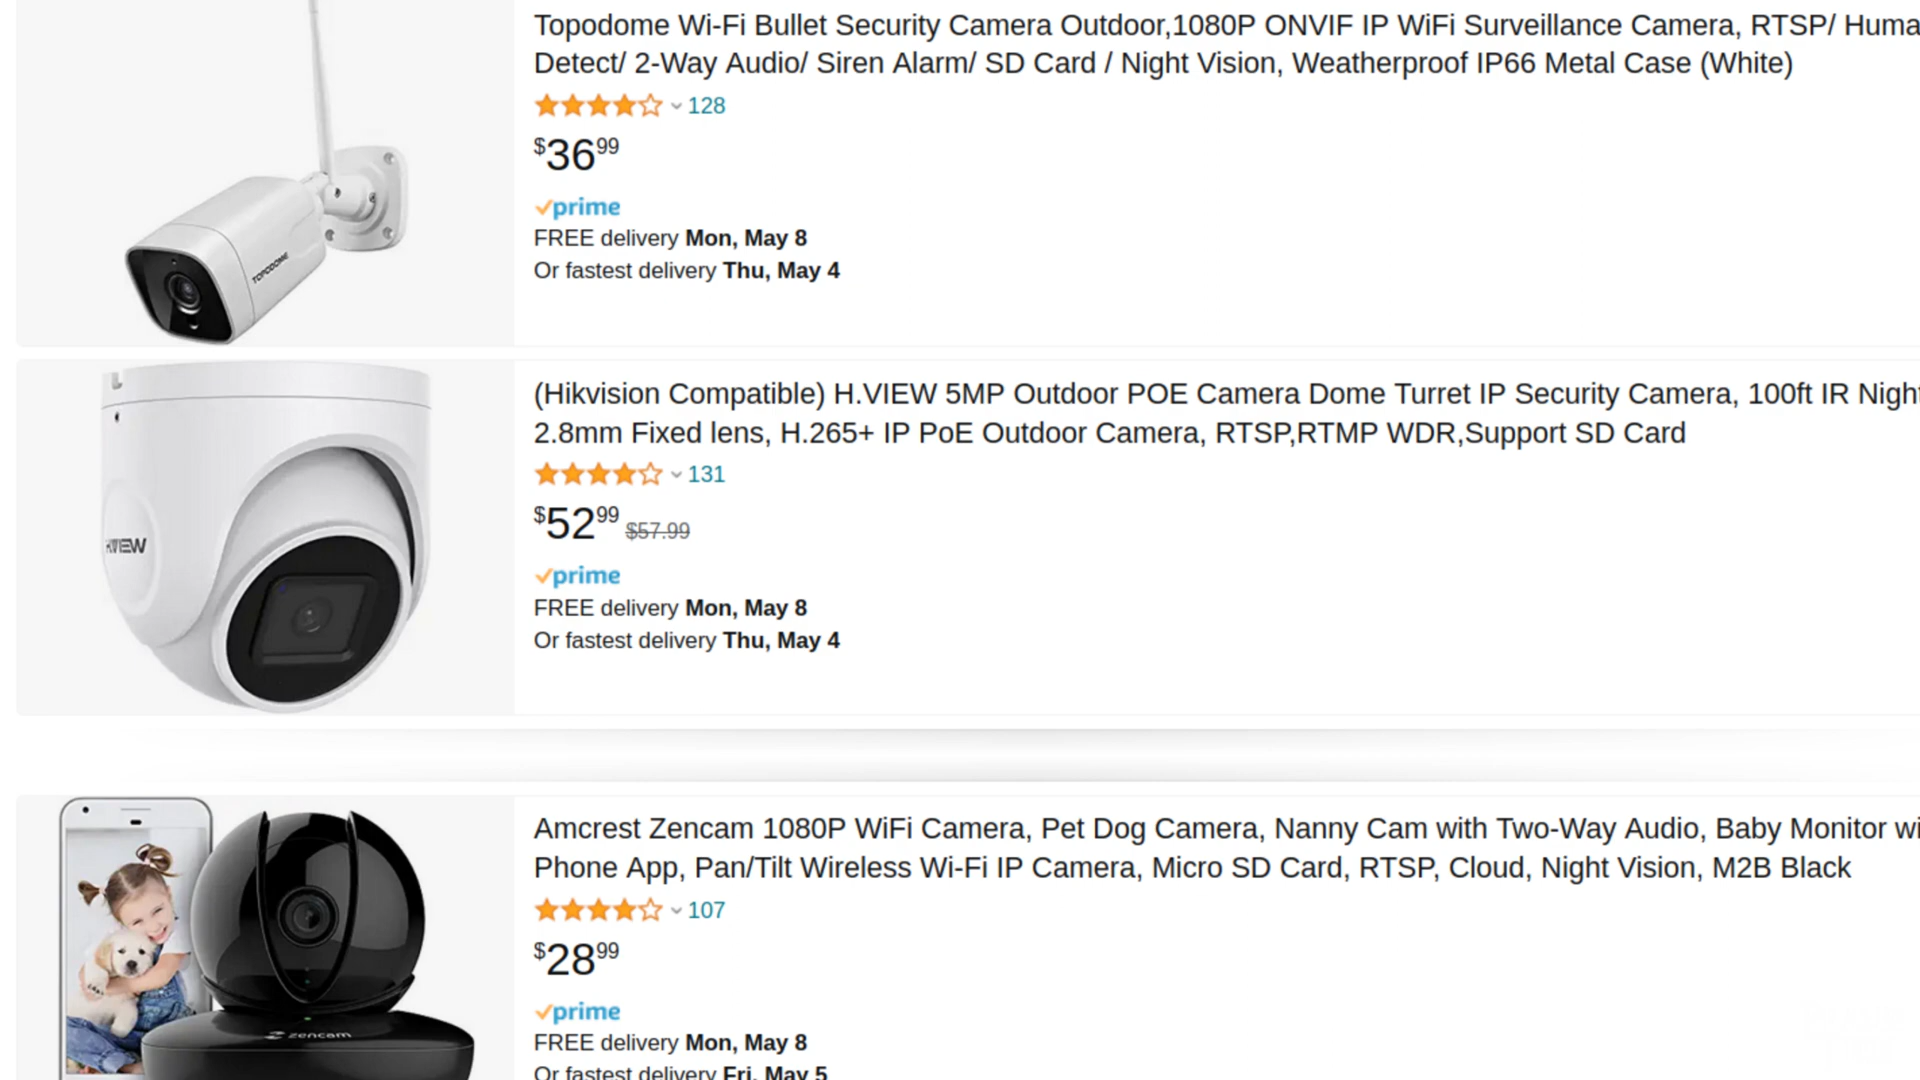 Topodome Wi-Fi Bullet Security Camera Outdoor,1080P ONVIF IP WiFi Surveillance Camera, RTSP/ Huma
Detect/ 2-Way Audio/ Siren Alarm/ SD Card / Night Vision, Weatherproof IP66 Metal Case (White)
128
$36.99
prime
FREE delivery Mon, May 8
Or fastest delivery Thu, May 4
TOPODOME
(Hikvision Compatible) H.VIEW 5MP Outdoor POE Camera Dome Turret IP Security Camera, 100ft IR Night
2.8mm Fixed lens, H.265+ IP PoE Outdoor Camera, RTSP,RTMP WDR,Support SD Card
131
$52.99 $57.99
prime
FREE delivery Mon, May 8
Or fastest delivery Thu, May 4
H.VIEW
Amcrest Zencam 1080P WiFi Camera, Pet Dog Camera, Nanny Cam with Two-Way Audio, Baby Monitor wi
Phone App, Pan/Tilt Wireless Wi-Fi IP Camera, Micro SD Card, RTSP, Cloud, Night Vision, M2B Black
107
$28.99
prime
FREE delivery Mon, May 8
Or fastest delivery Fri, May 5
zencam